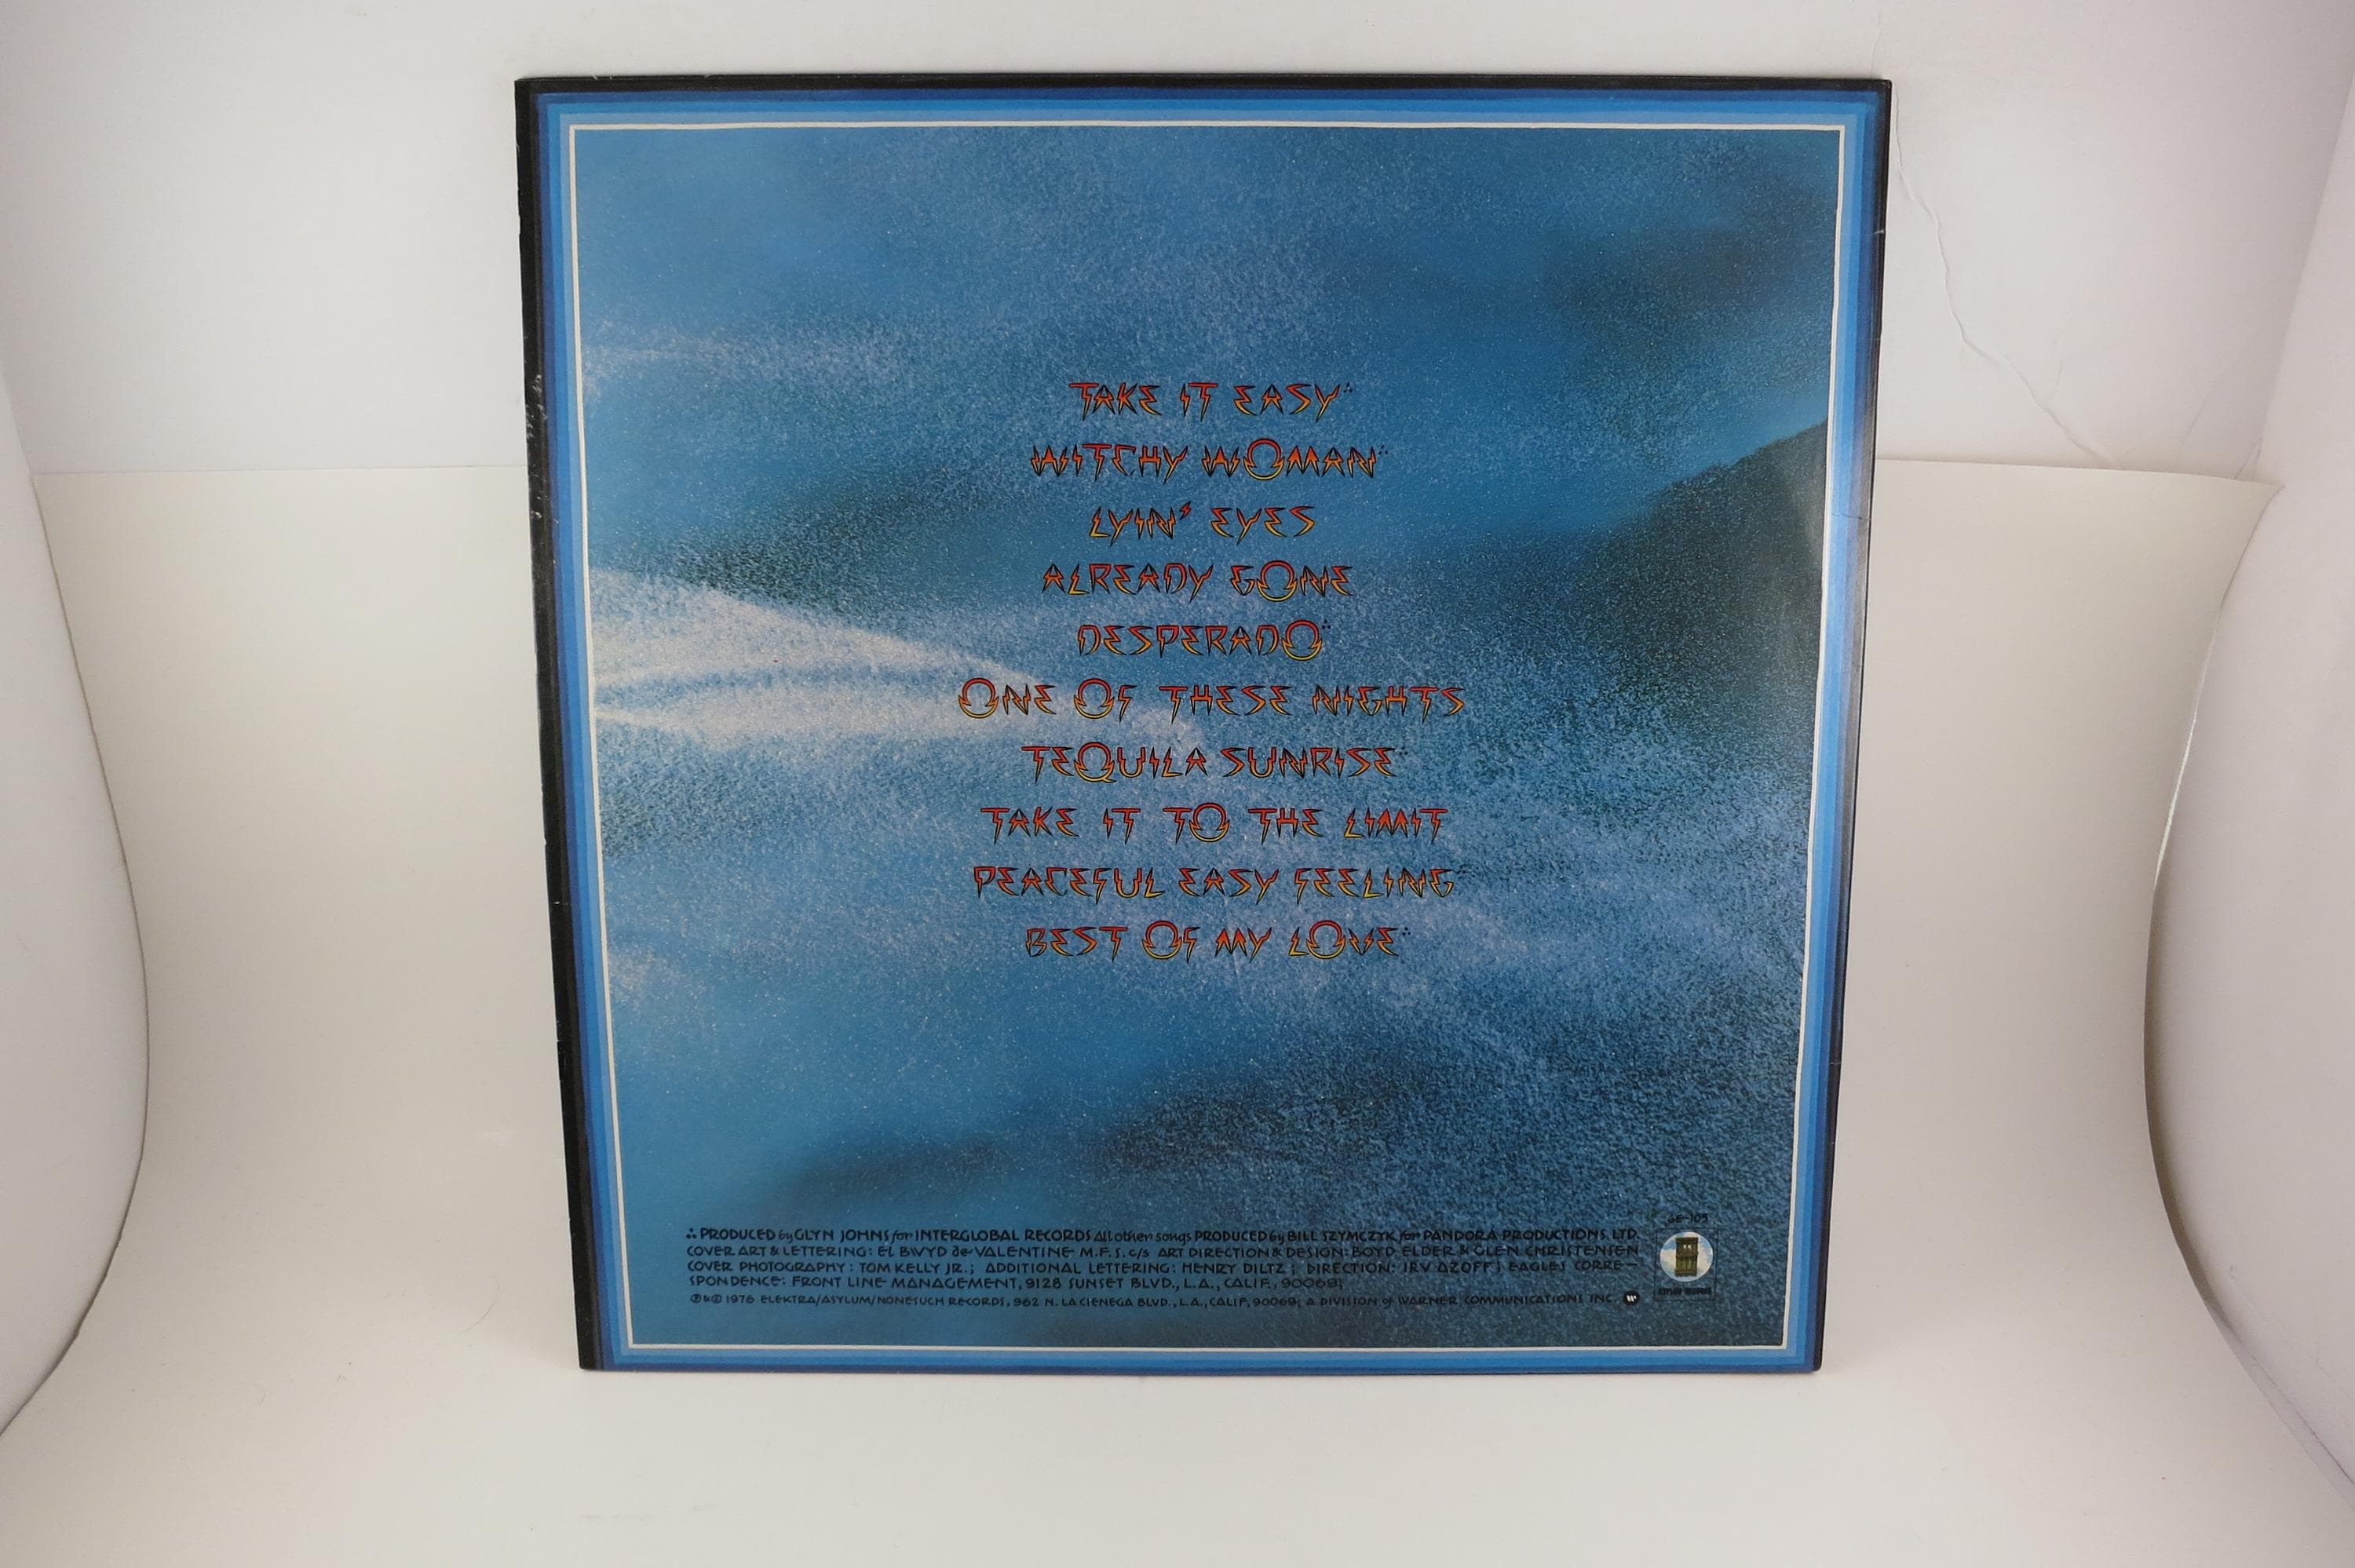 TAKE IT EASY∴
WITCHY WOMAN∴
LYIN' EYES
ALREADY GONE
DESPERADO∴
ONE OF THESE NIGHTS
TEQUILA SUNRISE∴
TAKE IT TO THE LIMIT
PEACEFUL EASY FEELING∴
BEST OF MY LOVE∴
∴ PRODUCED by GLYN JOHNS for INTERGLOBAL RECORDS All other songs PRODUCED by BILL SZYMCZYK for PANDORA PRODUCTIONS, LTD.
COVER ART & LETTERING: El BWYD de VALENTINE M.F.S. c/s ART DIRECTION & DESIGN: BOYD ELDER & GLEN CHRISTENSEN
COVER PHOTOGRAPHY: TOM KELLY JR.; ADDITIONAL LETTERING: HENRY DILTZ; DIRECTION: IRV AZOFF; EAGLES CORRE-
SPONDENCE: FRONT LINE MANAGEMENT, 9128 SUNSET BLVD., L.A., CALIF., 90069;
℗ & © 1976 ELEKTRA/ASYLUM/NONESUCH RECORDS, 962 N. LA CIENEGA BLVD., L.A., CALIF, 90069; A DIVISION of WARNER COMMUNICATIONS INC.
6E-105
ASYLUM RECORDS